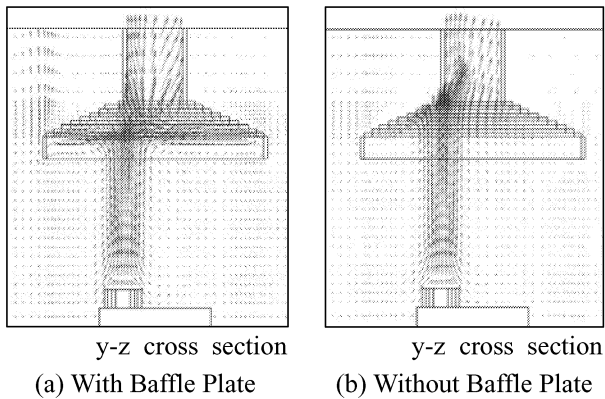 y-z cross section
y-z cross section
(a) With Baffle Plate
(b) Without Baffle Plate